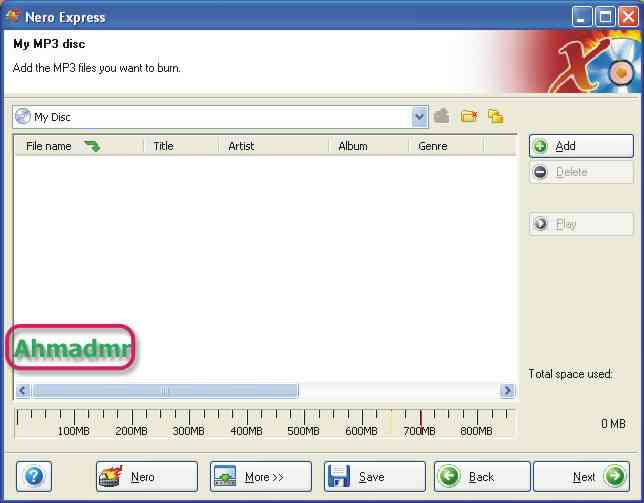 Nero Express
My MP3 disc
Add the MP3 files you want to burn.
My Disc
File name Title Artist Album Genre
Add
Delete
Play
Ahmadmr
Total space used:
100MB 200MB 300MB 400MB 500MB 600MB 700MB 800MB
0 MB
Nero More >> Save Back Next